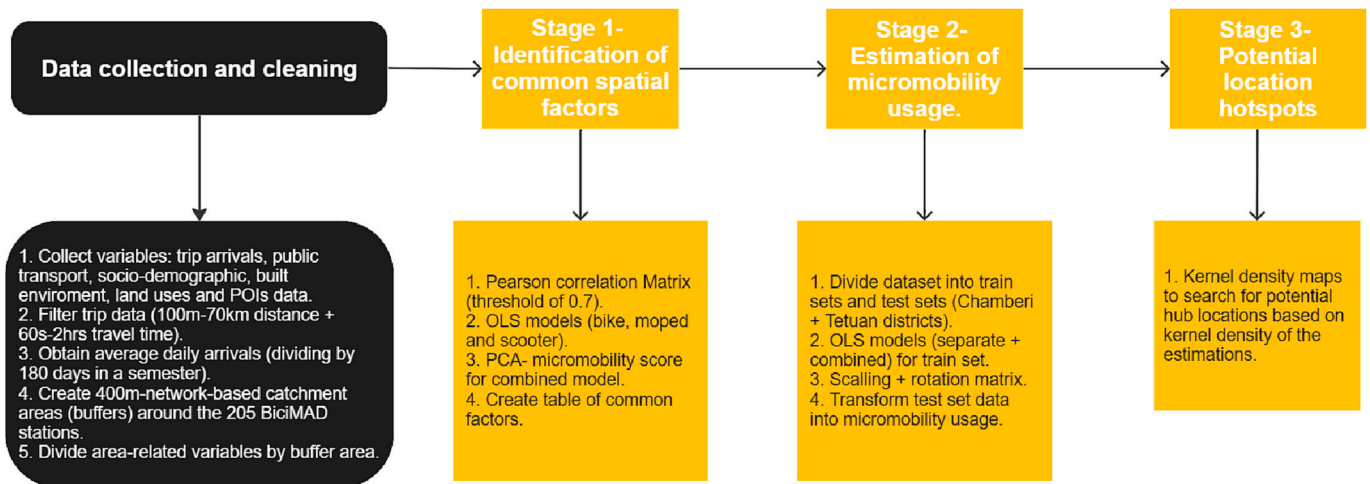 Data collection and cleaning
Stage 1-
Identification of
common spatial
factors
Stage 2-
Estimation of
micromobility
usage.
Stage 3-
Potential
location
hotspots
1. Collect variables: trip arrivals, public
transport, socio-demographic, built
enviroment, land uses and POIs data.
2. Filter trip data (100m-70km distance +
60s-2hrs travel time).
3. Obtain average daily arrivals (dividing by
180 days in a semester).
4. Create 400m-network-based catchment
areas (buffers) around the 205 BiciMAD
stations.
5. Divide area-related variables by buffer area.
1. Pearson correlation Matrix
(threshold of 0.7).
2. OLS models (bike, moped
and scooter).
3. PCA- micromobility score
for combined model.
4. Create table of common
factors.
1. Divide dataset into train
sets and test sets (Chamberi
+ Tetuan districts).
2. OLS models (separate +
combined) for train set.
3. Scalling + rotation matrix.
4. Transform test set data
into micromobility usage.
1. Kernel density maps
to search for potential
hub locations based on
kernel density of the
estimations.